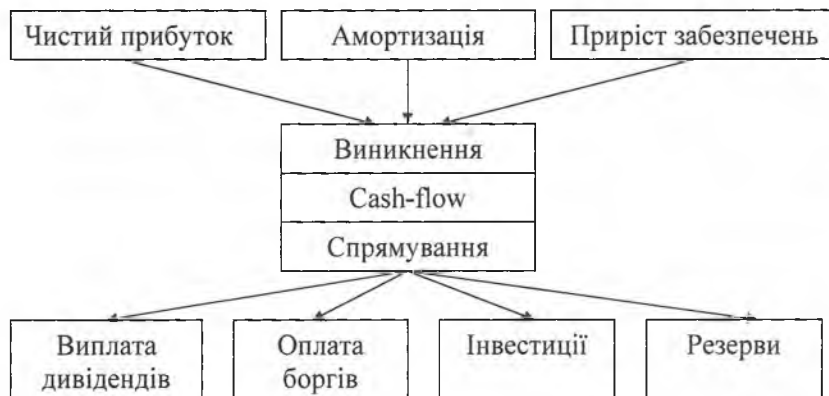 Чистий прибуток
Амортизація
Приріст забезпечень
Виникнення
Cash-flow
Спрямування
Виплата
дивідендів
Оплата
боргів
Інвестиції
Резерви